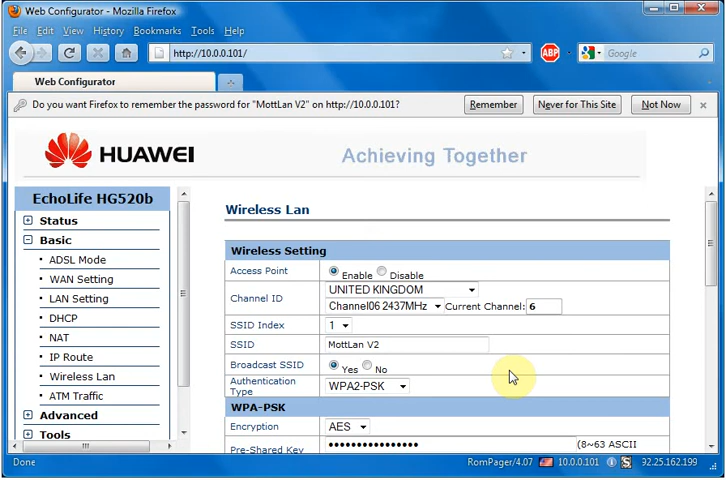 Web Configurator - Mozilla Firefox
File Edit View History Bookmarks Tools Help
http://10.0.0.101/
ABP
Google
Web Configurator
Do you want Firefox to remember the password for "MottLan V2" on http://10.0.0.101?
Remember
Never for This Site
Not Now
HUAWEI
Achieving Together
EchoLife HG520b
Status
Basic
ADSL Mode
WAN Setting
LAN Setting
DHCP
NAT
IP Route
Wireless Lan
ATM Traffic
Advanced
Tools
Wireless Lan
Wireless Setting
Access Point Enable Disable
Channel ID UNITED KINGDOM
Channel06 2437MHz Current Channel: 6
SSID Index 1
SSID MottLan V2
Broadcast SSID Yes No
Authentication
Type WPA2-PSK
WPA-PSK
Encryption AES
Pre-Shared Key •••••••••••••••• (8~63 ASCII
Done RomPager/4.07 10.0.0.101 92.25.162.199